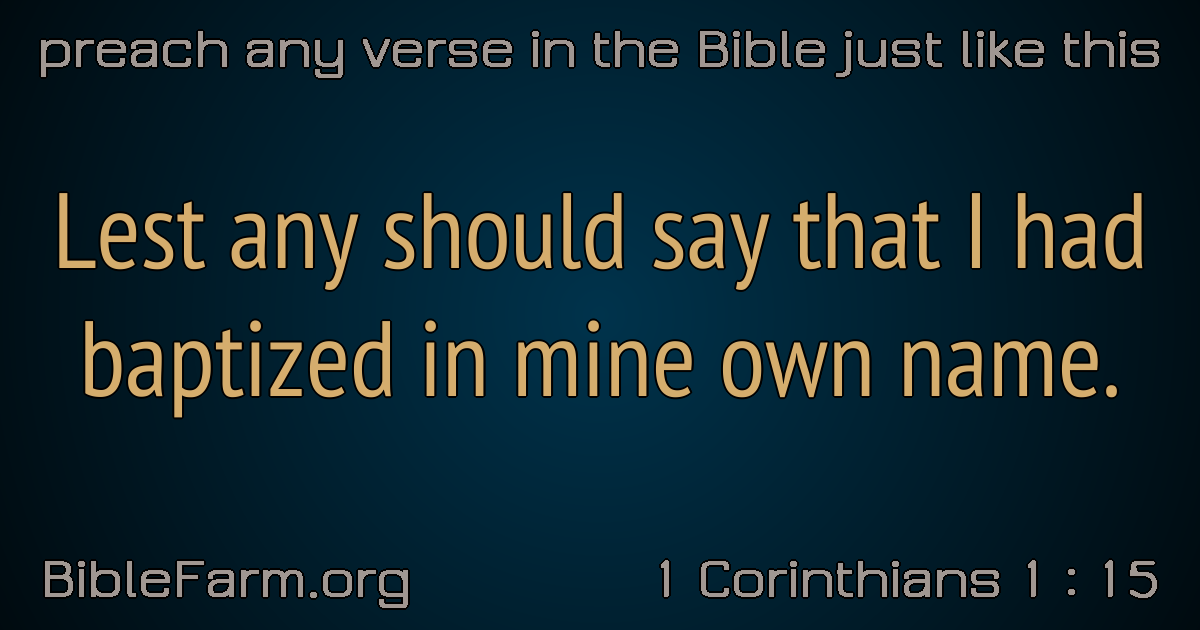 preach any verse in the Bible just like this
Lest any should say that I had
baptized in mine own name.
BibleFarm.org
1 Corinthians 1 : 15